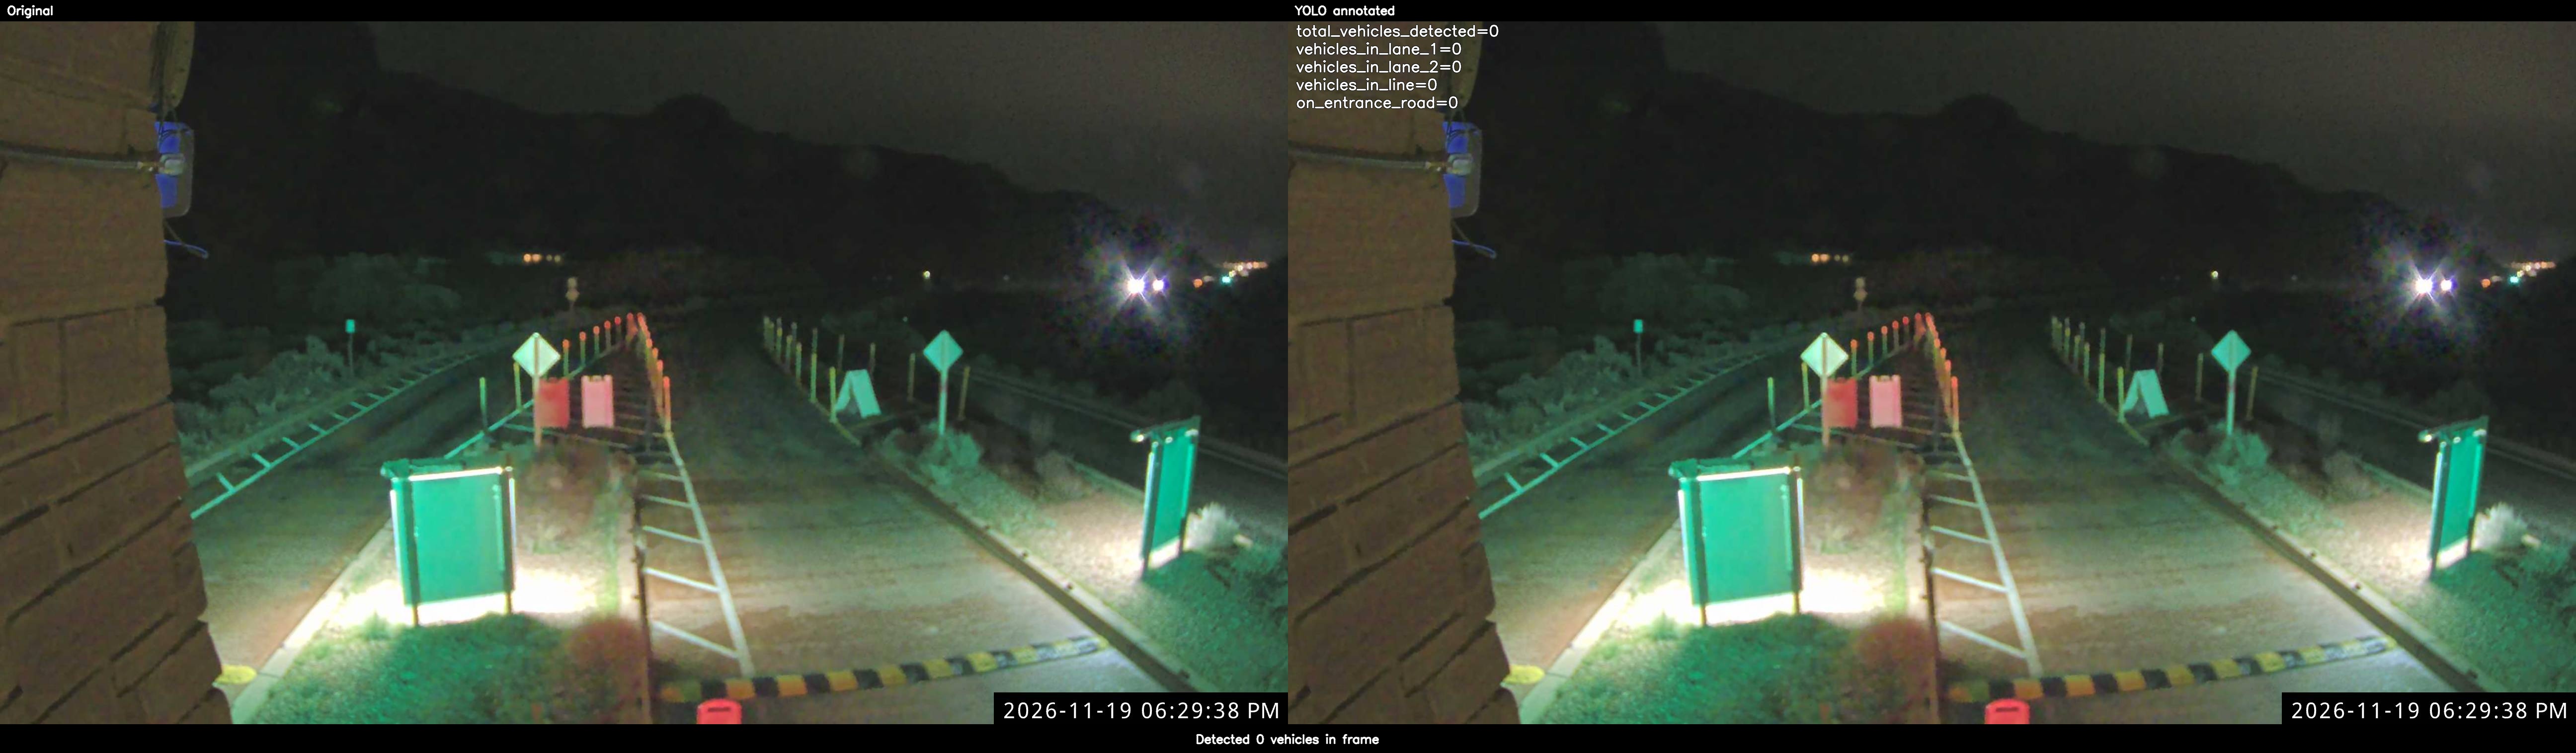 Original
YOLO annotated
total_vehicles_detected=0
vehicles_in_lane_1=0
vehicles_in_lane_2=0
vehicles_in_line=0
on_entrance_road=0
2026-11-19 06:29:38 PM
2026-11-19 06:29:38 PM
Detected 0 vehicles in frame